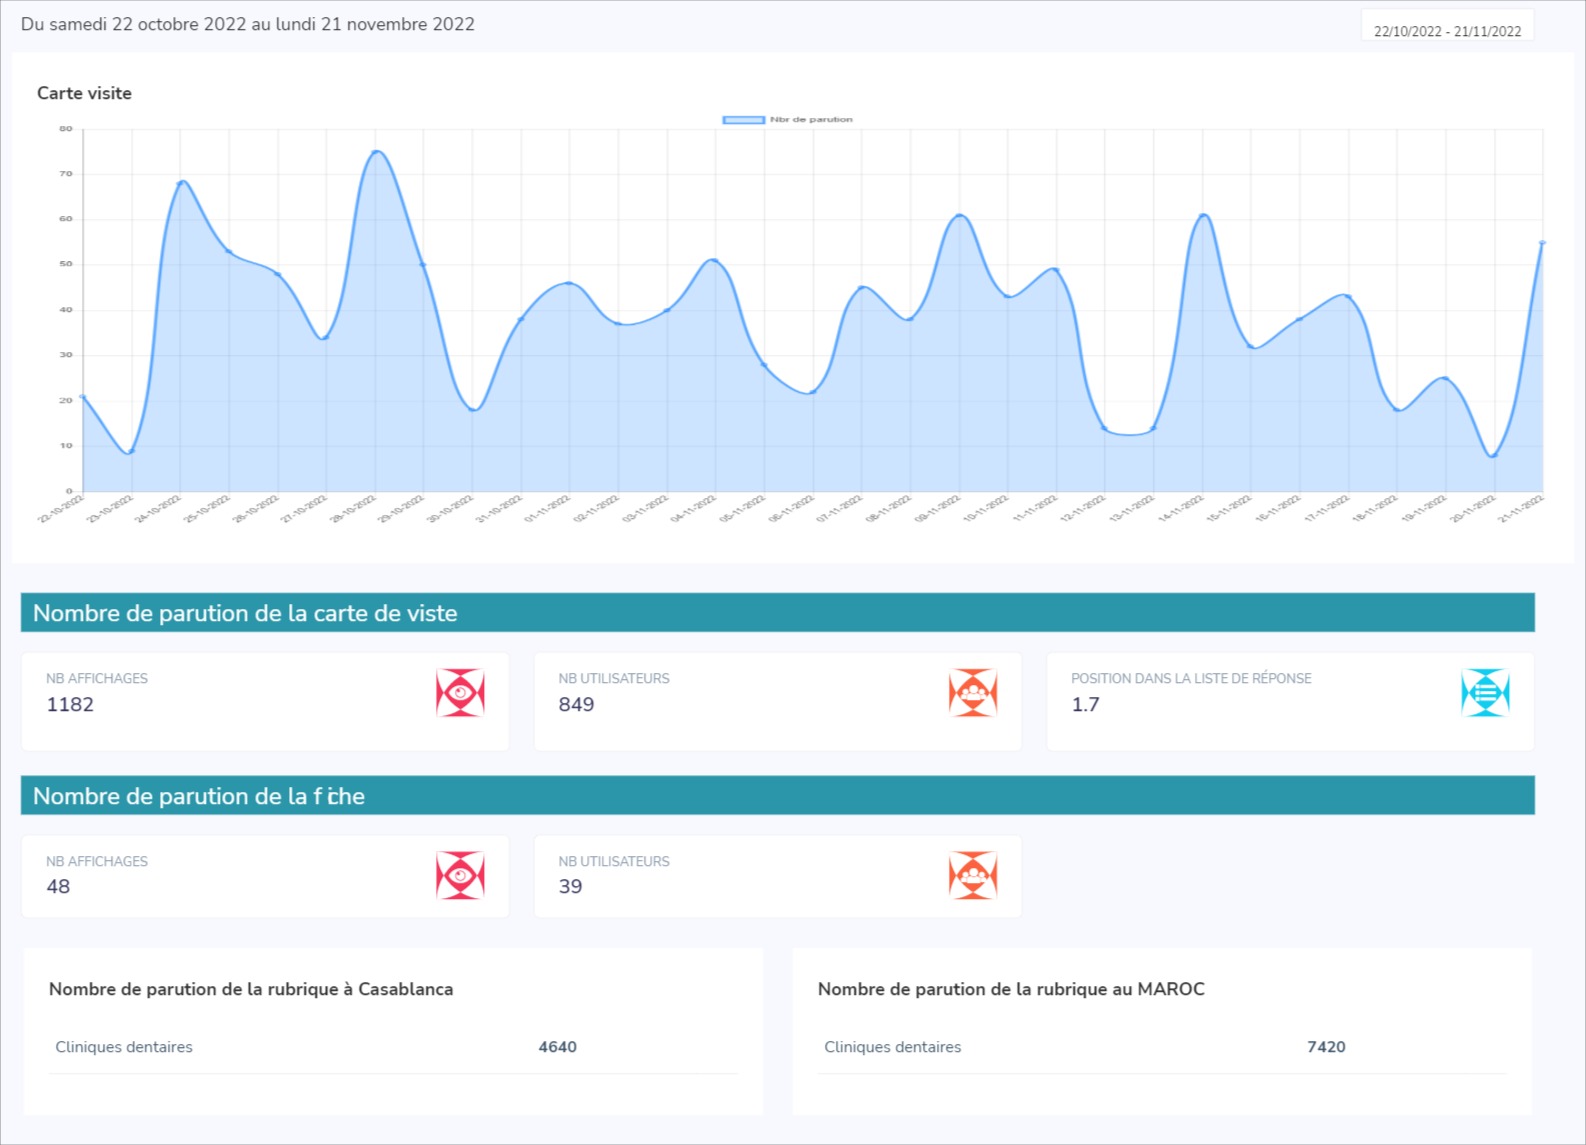 Du samedi 22 octobre 2022 au lundi 21 novembre 2022
22/10/2022 - 21/11/2022
Carte visite
Nbr de parution
80
70
60
50
40
30
20
10
0
22-10-2022 23-10-2022 24-10-2022 25-10-2022 26-10-2022 27-10-2022 28-10-2022 29-10-2022 30-10-2022 31-10-2022 01-11-2022 02-11-2022 03-11-2022 04-11-2022 05-11-2022 06-11-2022 07-11-2022 08-11-2022 09-11-2022 10-11-2022 11-11-2022 12-11-2022 13-11-2022 14-11-2022 15-11-2022 16-11-2022 17-11-2022 18-11-2022 19-11-2022 20-11-2022 21-11-2022
Nombre de parution de la carte de viste
NB AFFICHAGES
1182
NB UTILISATEURS
849
POSITION DANS LA LISTE DE RÉPONSE
1.7
Nombre de parution de la fiche
NB AFFICHAGES
48
NB UTILISATEURS
39
Nombre de parution de la rubrique à Casablanca
Cliniques dentaires 4640
Nombre de parution de la rubrique au MAROC
Cliniques dentaires 7420